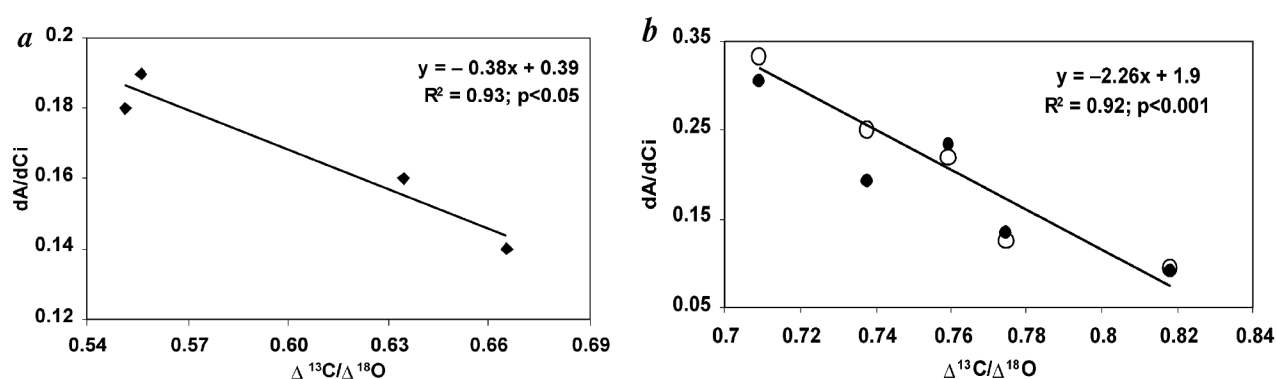 a
0.2
0.18
0.16
0.14
0.12
0.54
0.57
0.60
0.63
0.66
0.69
dA/dCi
Δ ¹³C/Δ ¹⁸O
y = – 0.38x + 0.39
R² = 0.93; p<0.05
b
0.35
0.25
0.15
0.05
0.7
0.72
0.74
0.76
0.78
0.8
0.82
0.84
dA/dCi
Δ ¹³C/Δ ¹⁸O
y = –2.26x + 1.9
R² = 0.92; p<0.001